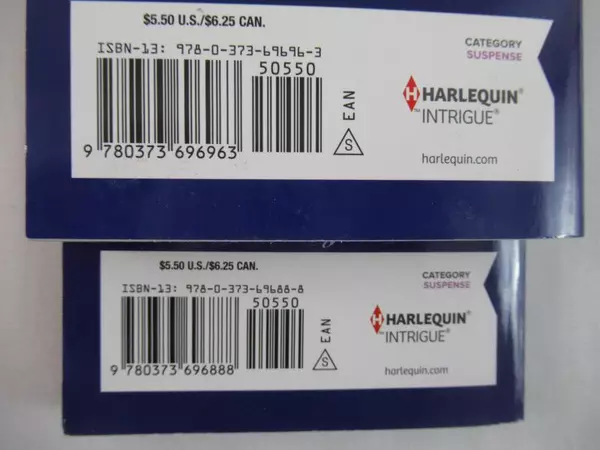 $5.50 U.S./$6.25 CAN.
ISBN-13: 978-0-373-69696-3
50550
EAN
S
9 780373 696963
CATEGORY
SUSPENSE
H HARLEQUIN®
™ INTRIGUE®
harlequin.com
$5.50 U.S./$6.25 CAN.
ISBN-13: 978-0-373-69688-8
50550
EAN
S
9 780373 696888
CATEGORY
SUSPENSE
H HARLEQUIN®
™ INTRIGUE®
harlequin.com